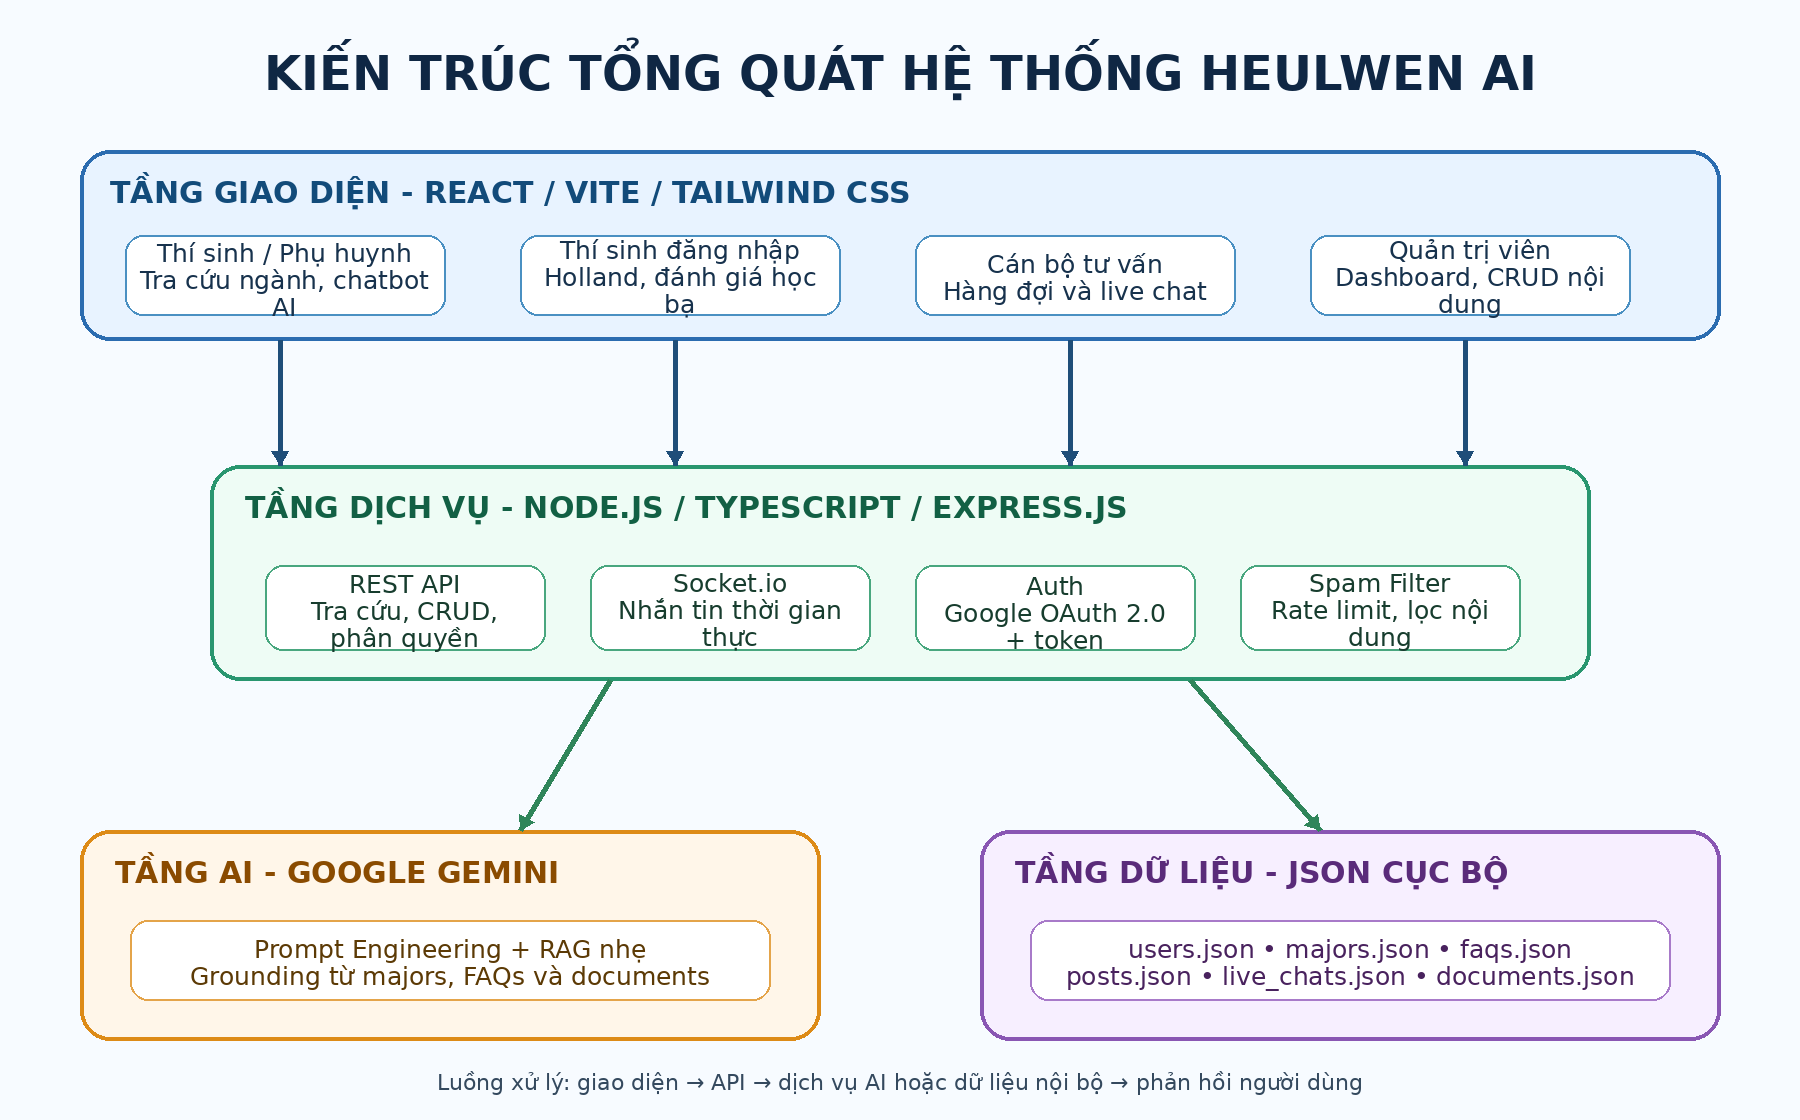 KIẾN TRÚC TỔNG QUÁT HỆ THỐNG HEULWEN AI
TẦNG GIAO DIỆN - REACT / VITE / TAILWIND CSS
Thí sinh / Phụ huynh
Tra cứu ngành, chatbot
AI
Thí sinh đăng nhập
Holland, đánh giá học
bạ
Cán bộ tư vấn
Hàng đợi và live chat
Quản trị viên
Dashboard, CRUD nội
dung
TẦNG DỊCH VỤ - NODE.JS / TYPESCRIPT / EXPRESS.JS
REST API
Tra cứu, CRUD,
phân quyền
Socket.io
Nhắn tin thời gian
thực
Auth
Google OAuth 2.0
+ token
Spam Filter
Rate limit, lọc nội
dung
TẦNG AI - GOOGLE GEMINI
Prompt Engineering + RAG nhẹ
Grounding từ majors, FAQs và documents
TẦNG DỮ LIỆU - JSON CỤC BỘ
users.json • majors.json • faqs.json
posts.json • live_chats.json • documents.json
Luồng xử lý: giao diện → API → dịch vụ AI hoặc dữ liệu nội bộ → phản hồi người dùng